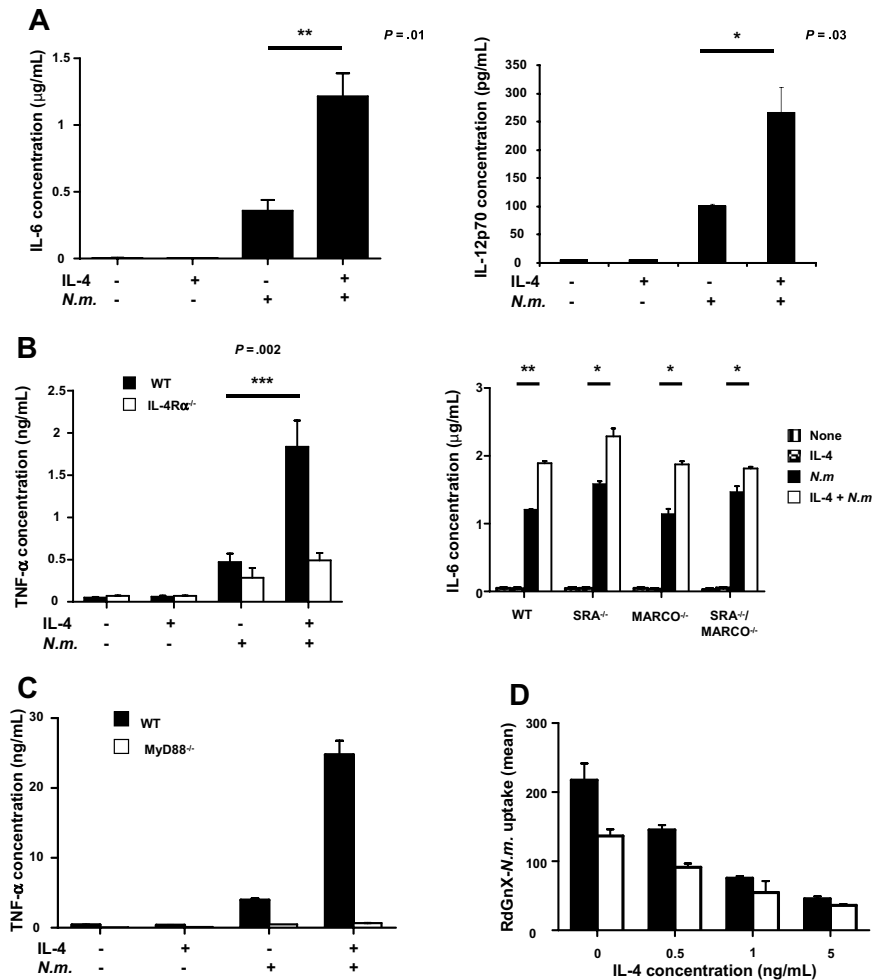 A
** P = .01
IL-6 concentration (μg/mL)
1.5
1
0.5
0
IL-4 - + - +
N.m. - - + +
* P = .03
IL-12p70 concentration (pg/mL)
350
300
250
200
150
100
50
0
IL-4 - + - +
N.m. - - + +
B
P = .002
WT
IL-4Rα-/-
***
TNF-α concentration (ng/mL)
2.5
2.0
1.5
1.0
0.5
0
IL-4 - + - +
N.m. - - + +
** * * *
IL-6 concentration (μg/mL)
3
2
1
0
WT SRA-/- MARCO-/- SRA-/-/
MARCO-/-
None
IL-4
N.m
IL-4 + N.m
C
WT
MyD88-/-
TNF-α concentration (ng/mL)
30
20
10
0
IL-4 - + - +
N.m. - - + +
D
RdGnX-N.m. uptake (mean)
300
200
100
0
0 0.5 1 5
IL-4 concentration (ng/mL)